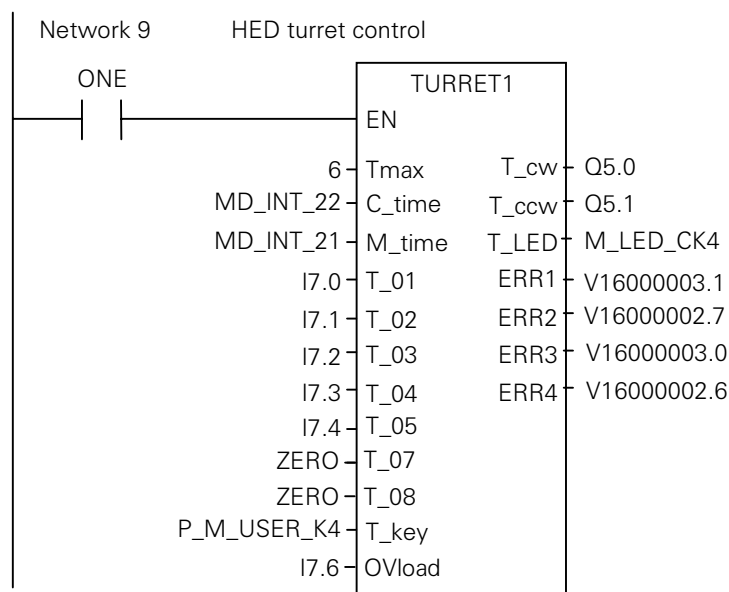 Network 9 HED turret control
ONE
TURRET1
EN
6 Tmax T_cw Q5.0
MD_INT_22 C_time T_ccw Q5.1
MD_INT_21 M_time T_LED M_LED_CK4
I7.0 T_01 ERR1 V16000003.1
I7.1 T_02 ERR2 V16000002.7
I7.2 T_03 ERR3 V16000003.0
I7.3 T_04 ERR4 V16000002.6
I7.4 T_05
ZERO T_07
ZERO T_08
P_M_USER_K4 T_key
I7.6 OVload